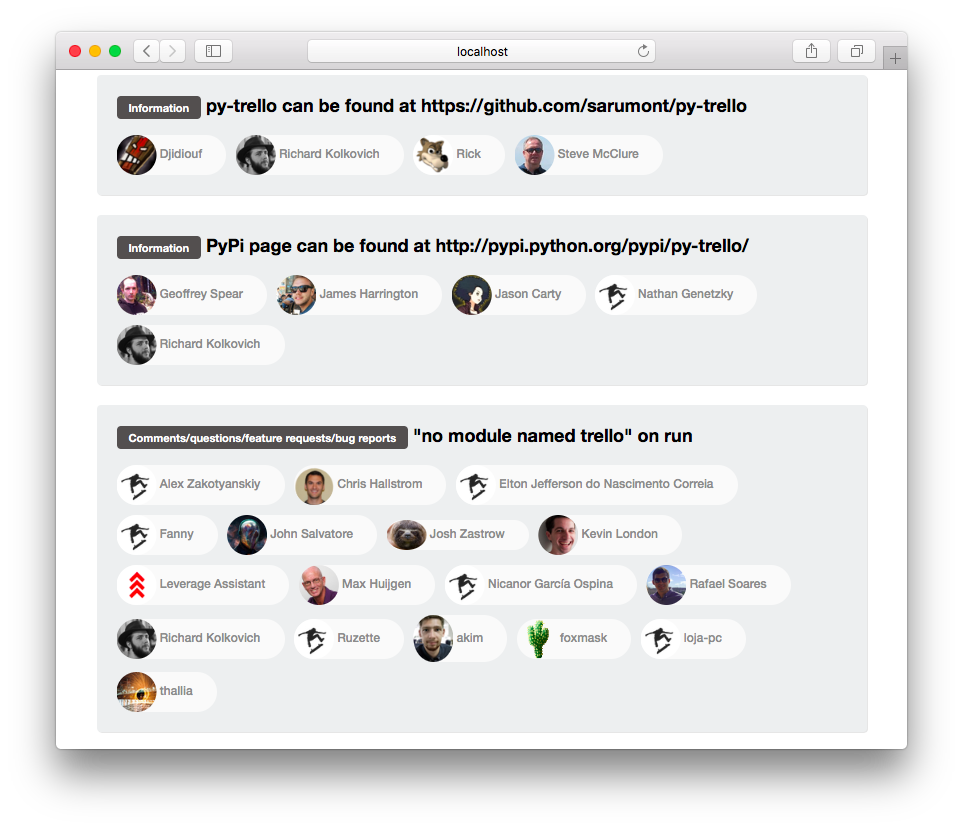 localhost
Information py-trello can be found at https://github.com/sarumont/py-trello
Djidiouf Richard Kolkovich Rick Steve McClure
Information PyPi page can be found at http://pypi.python.org/pypi/py-trello/
Geoffrey Spear James Harrington Jason Carty Nathan Genetzky
Richard Kolkovich
Comments/questions/feature requests/bug reports "no module named trello" on run
Alex Zakotyanskiy Chris Hallstrom Elton Jefferson do Nascimento Correia
Fanny John Salvatore Josh Zastrow Kevin London
Leverage Assistant Max Huijgen Nicanor García Ospina Rafael Soares
Richard Kolkovich Ruzette akim foxmask loja-pc
thallia